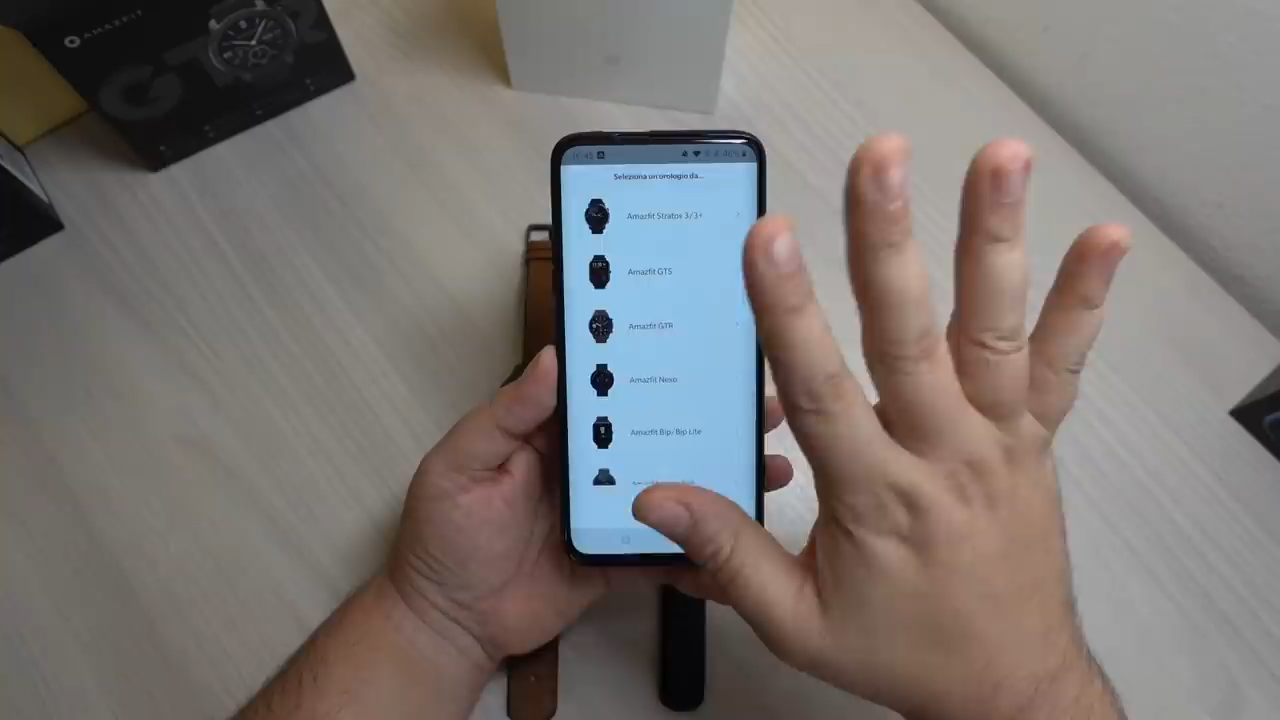 AMAZFIT
GTR
Seleziona un orologio da...
Amazfit Stratos 3/3+
Amazfit GTS
Amazfit GTR
Amazfit Nexo
Amazfit Bip/Bip Lite